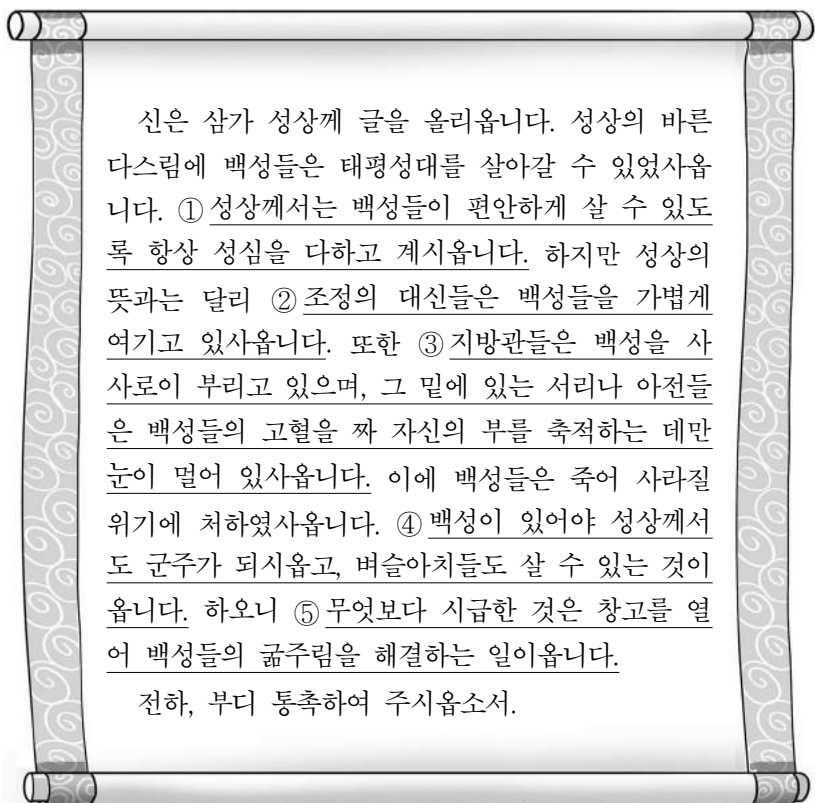 신은 삼가 성상께 글을 올리옵니다. 성상의 바른
다스림에 백성들은 태평성대를 살아갈 수 있었사옵
니다. ① 성상께서는 백성들이 편안하게 살 수 있도
록 항상 성심을 다하고 계시옵니다. 하지만 성상의
뜻과는 달리 ② 조정의 대신들은 백성들을 가볍게
여기고 있사옵니다. 또한 ③ 지방관들은 백성을 사
사로이 부리고 있으며, 그 밑에 있는 서리나 아전들
은 백성들의 고혈을 짜 자신의 부를 축적하는 데만
눈이 멀어 있사옵니다. 이에 백성들은 죽어 사라질
위기에 처하였사옵니다. ④ 백성이 있어야 성상께서
도 군주가 되시옵고, 벼슬아치들도 살 수 있는 것이
옵니다. 하오니 ⑤ 무엇보다 시급한 것은 창고를 열
어 백성들의 굶주림을 해결하는 일이옵니다.
전하, 부디 통촉하여 주시옵소서.